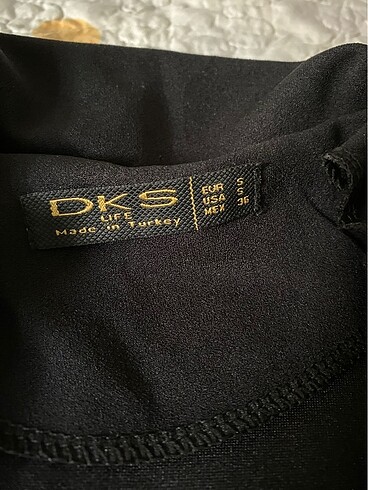 DKS
LIFE
Made in Turkey
EUR S
USA S
MEX 36